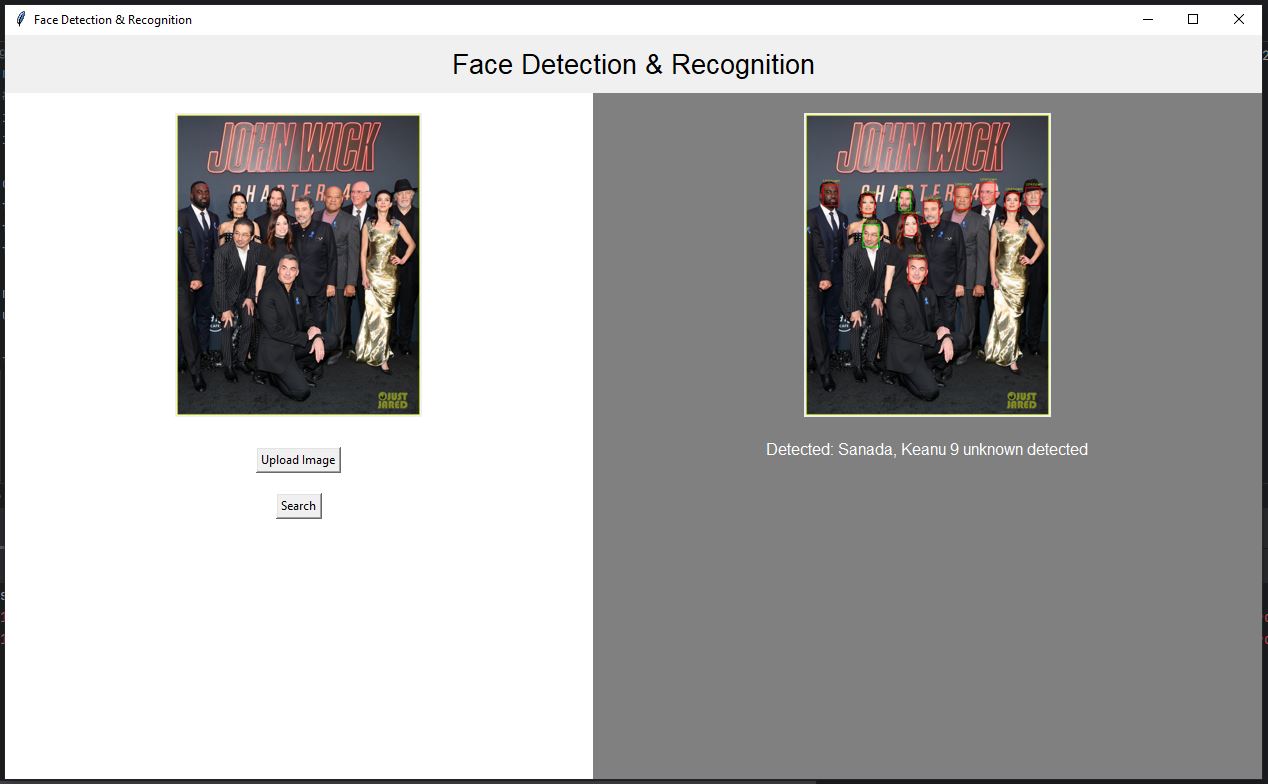 Face Detection & Recognition
Face Detection & Recognition
JOHN WICK
CHAPTER 4
CAFE
JUST
JARED
Upload Image
Search
JOHN WICK
CHAPTER 4
JUST
JARED
Detected: Sanada, Keanu 9 unknown detected